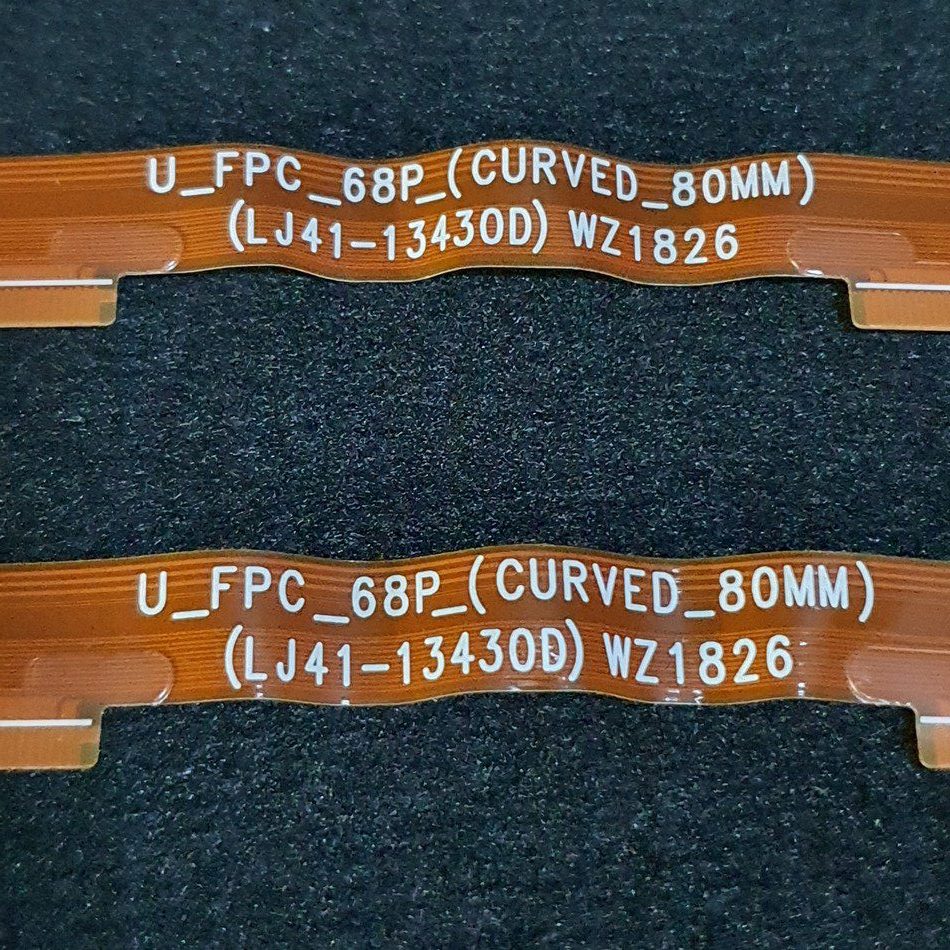 U_FPC_68P_(CURVED_80MM)
(LJ41-13430D) WZ1826
U_FPC_68P_(CURVED_80MM)
(LJ41-13430D) WZ1826